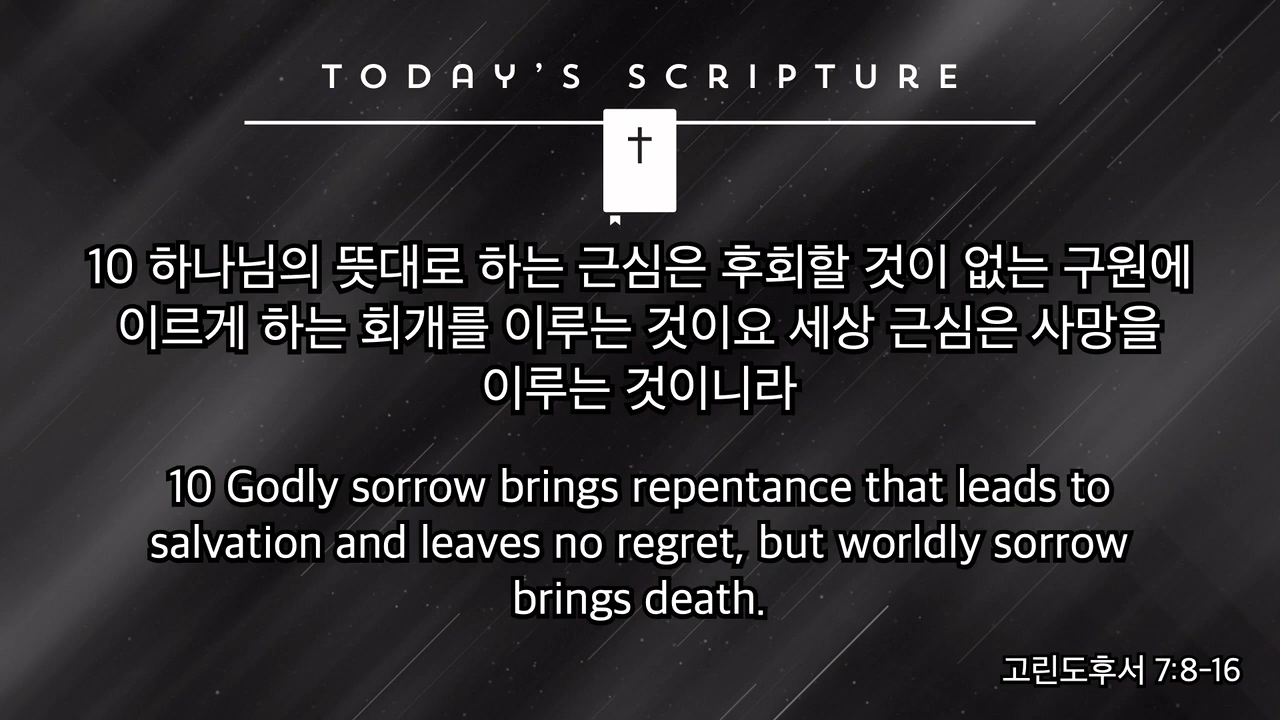 TODAY'S SCRIPTURE
10 하나님의 뜻대로 하는 근심은 후회할 것이 없는 구원에
이르게 하는 회개를 이루는 것이요 세상 근심은 사망을
이루는 것이니라
10 Godly sorrow brings repentance that leads to
salvation and leaves no regret, but worldly sorrow
brings death.
고린도후서 7:8-16